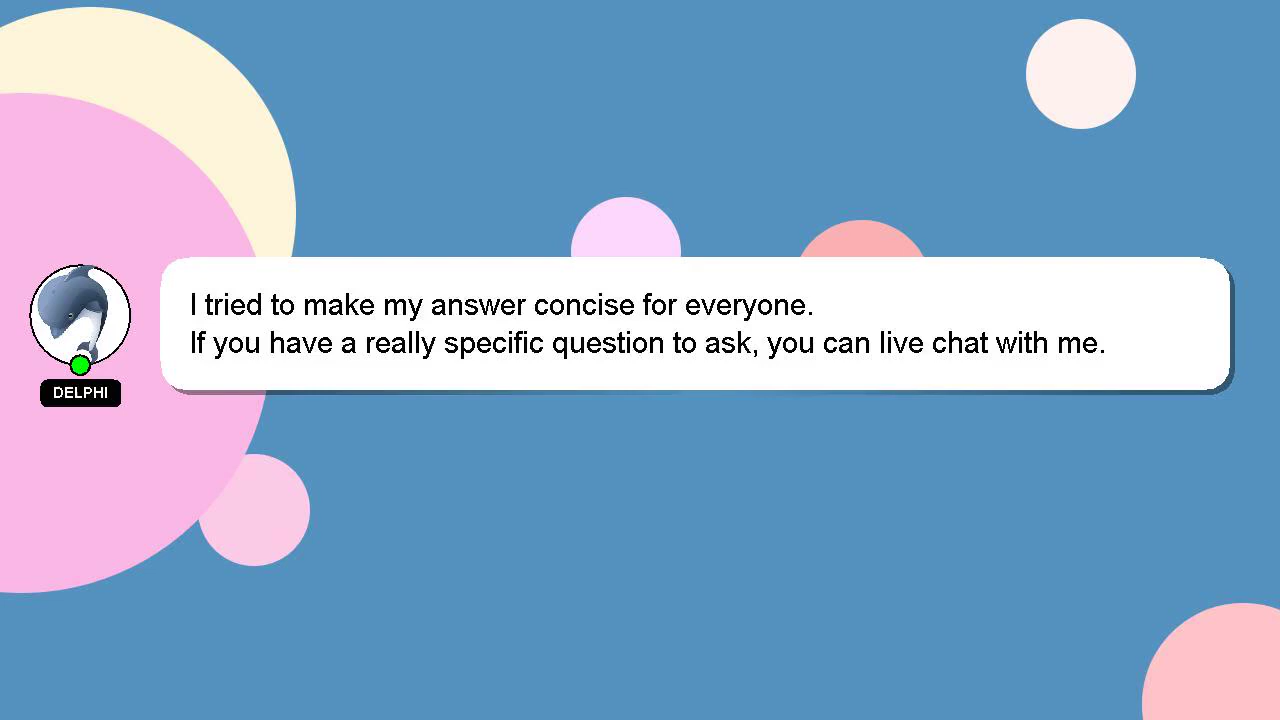 I tried to make my answer concise for everyone.
If you have a really specific question to ask, you can live chat with me.
DELPHI